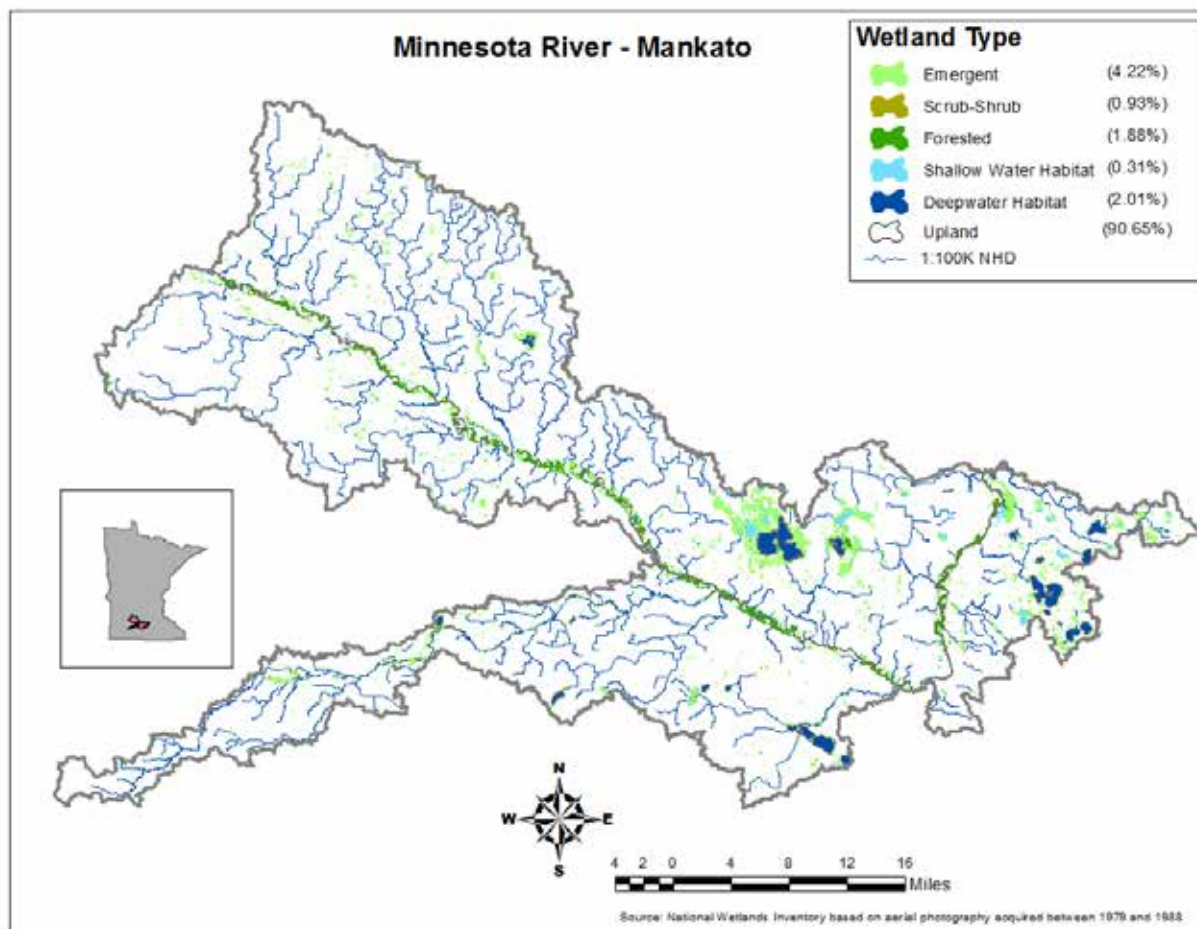 Minnesota River - Mankato
Wetland Type
Emergent (4.22%)
Scrub-Shrub (0.93%)
Forested (1.88%)
Shallow Water Habitat (0.31%)
Deepwater Habitat (2.01%)
Upland (90.65%)
1:100K NHD
N
W E
S
4 2 0 4 8 12 16
Miles
Source: National Wetlands Inventory based on aerial photography acquired between 1979 and 1988